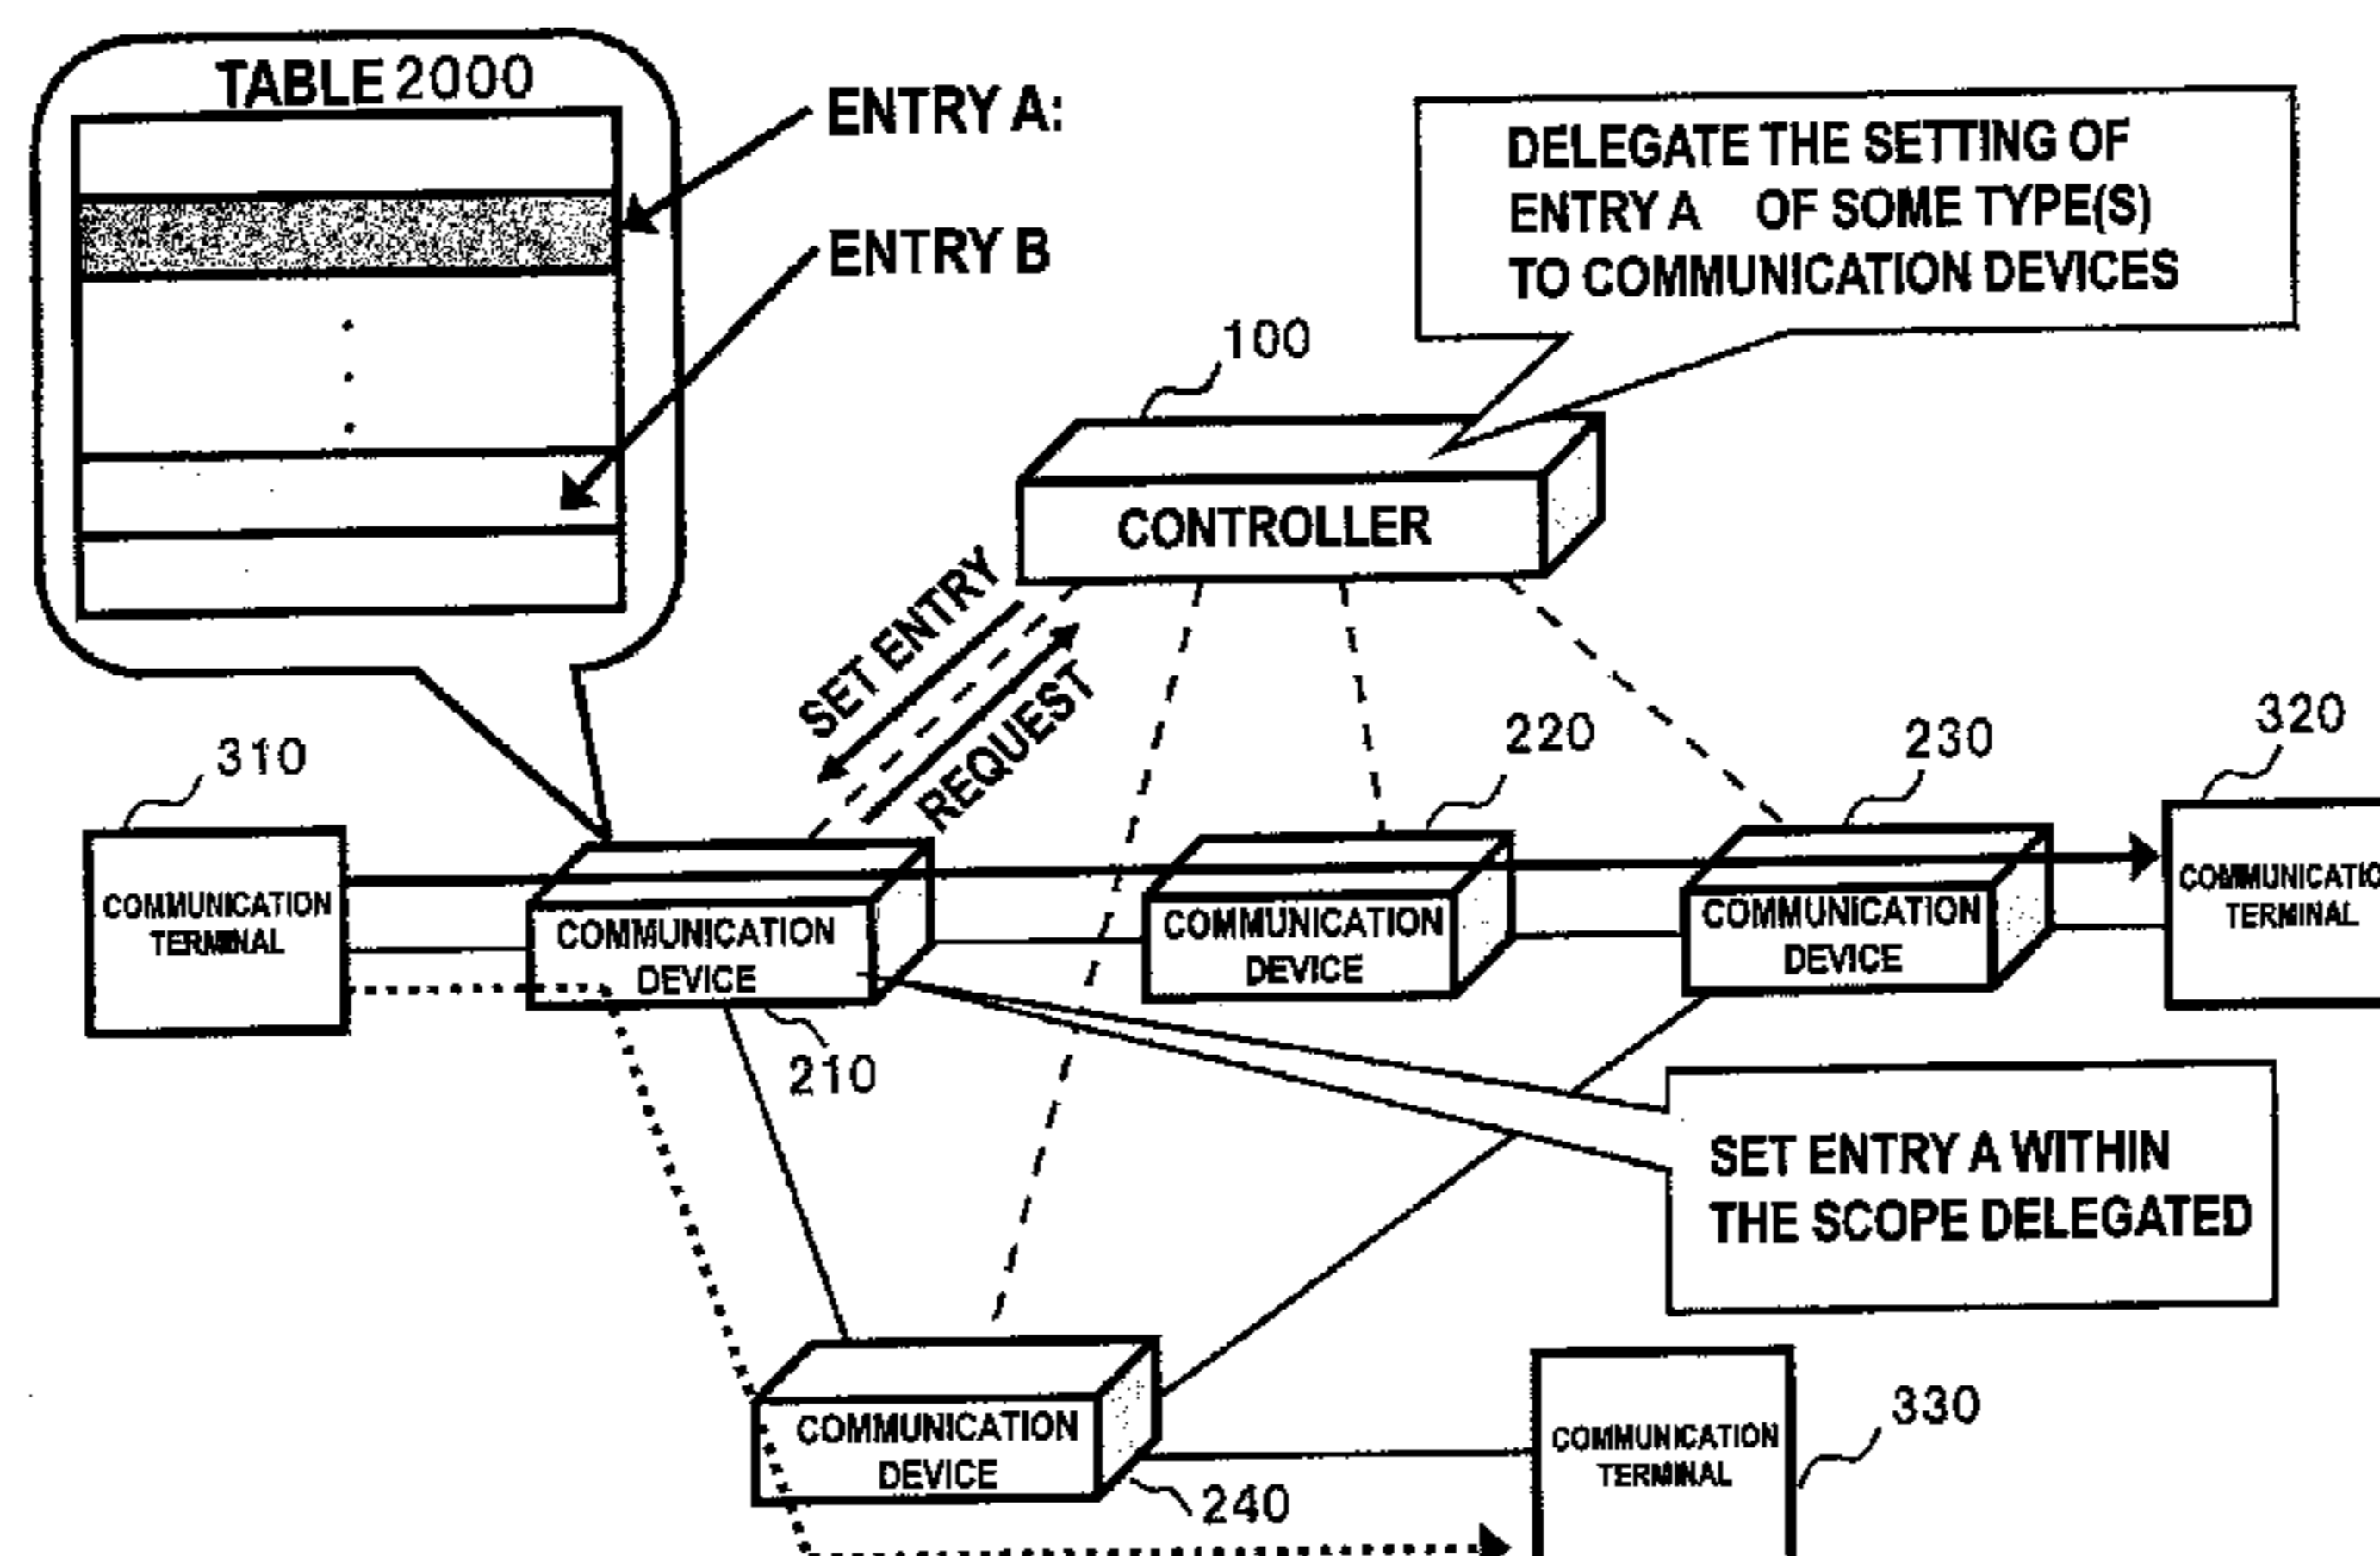 TABLE 2000
ENTRY A:
ENTRY B
DELEGATE THE SETTING OF
ENTRY A OF SOME TYPE(S)
TO COMMUNICATION DEVICES
100
CONTROLLER
SET ENTRY
REQUEST
310
COMMUNICATION
TERMINAL
COMMUNICATION
DEVICE
210
220
COMMUNICATION
DEVICE
230
COMMUNICATION
DEVICE
320
COMMUNICATIO
TERMINAL
SET ENTRY A WITHIN
THE SCOPE DELEGATED
COMMUNICATION
DEVICE
240
COMMUNICATION
TERMINAL
330